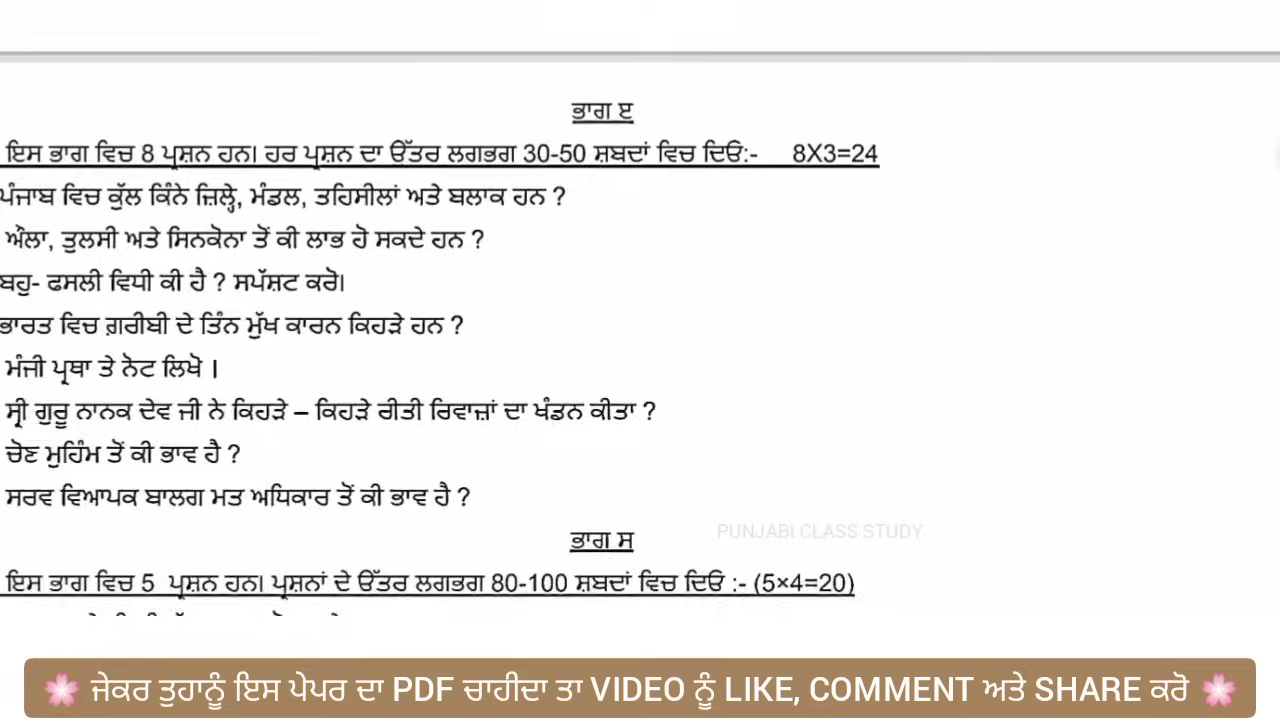 ਭਾਗ ੲ
ਇਸ ਭਾਗ ਵਿਚ 8 ਪ੍ਰਸ਼ਨ ਹਨ। ਹਰ ਪ੍ਰਸ਼ਨ ਦਾ ਉੱਤਰ ਲਗਭਗ 30-50 ਸ਼ਬਦਾਂ ਵਿਚ ਦਿਓ:- 8X3=24
ਪੰਜਾਬ ਵਿਚ ਕੁੱਲ ਕਿੰਨੇ ਜ਼ਿਲ੍ਹੇ, ਮੰਡਲ, ਤਹਿਸੀਲਾਂ ਅਤੇ ਬਲਾਕ ਹਨ ?
ਔਲਾ, ਤੁਲਸੀ ਅਤੇ ਸਿਨਕੋਨਾ ਤੋਂ ਕੀ ਲਾਭ ਹੋ ਸਕਦੇ ਹਨ ?
ਬਹੁ- ਫਸਲੀ ਵਿਧੀ ਕੀ ਹੈ ? ਸਪੱਸ਼ਟ ਕਰੋ।
ਭਾਰਤ ਵਿਚ ਗ਼ਰੀਬੀ ਦੇ ਤਿੰਨ ਮੁੱਖ ਕਾਰਨ ਕਿਹੜੇ ਹਨ ?
ਮੰਜੀ ਪ੍ਰਥਾ ਤੇ ਨੋਟ ਲਿਖੋ ।
ਸ੍ਰੀ ਗੁਰੂ ਨਾਨਕ ਦੇਵ ਜੀ ਨੇ ਕਿਹੜੇ – ਕਿਹੜੇ ਰੀਤੀ ਰਿਵਾਜ਼ਾਂ ਦਾ ਖੰਡਨ ਕੀਤਾ ?
ਚੋਣ ਮੁਹਿੰਮ ਤੋਂ ਕੀ ਭਾਵ ਹੈ ?
ਸਰਵ ਵਿਆਪਕ ਬਾਲਗ ਮਤ ਅਧਿਕਾਰ ਤੋਂ ਕੀ ਭਾਵ ਹੈ ?
PUNJABI CLASS STUDY
ਭਾਗ ਸ
ਇਸ ਭਾਗ ਵਿਚ 5 ਪ੍ਰਸ਼ਨ ਹਨ। ਪ੍ਰਸ਼ਨਾਂ ਦੇ ਉੱਤਰ ਲਗਭਗ 80-100 ਸ਼ਬਦਾਂ ਵਿਚ ਦਿਓ :- (5×4=20)
🌸 ਜੇਕਰ ਤੁਹਾਨੂੰ ਇਸ ਪੇਪਰ ਦਾ PDF ਚਾਹੀਦਾ ਤਾ VIDEO ਨੂੰ LIKE, COMMENT ਅਤੇ SHARE ਕਰੋ 🌸